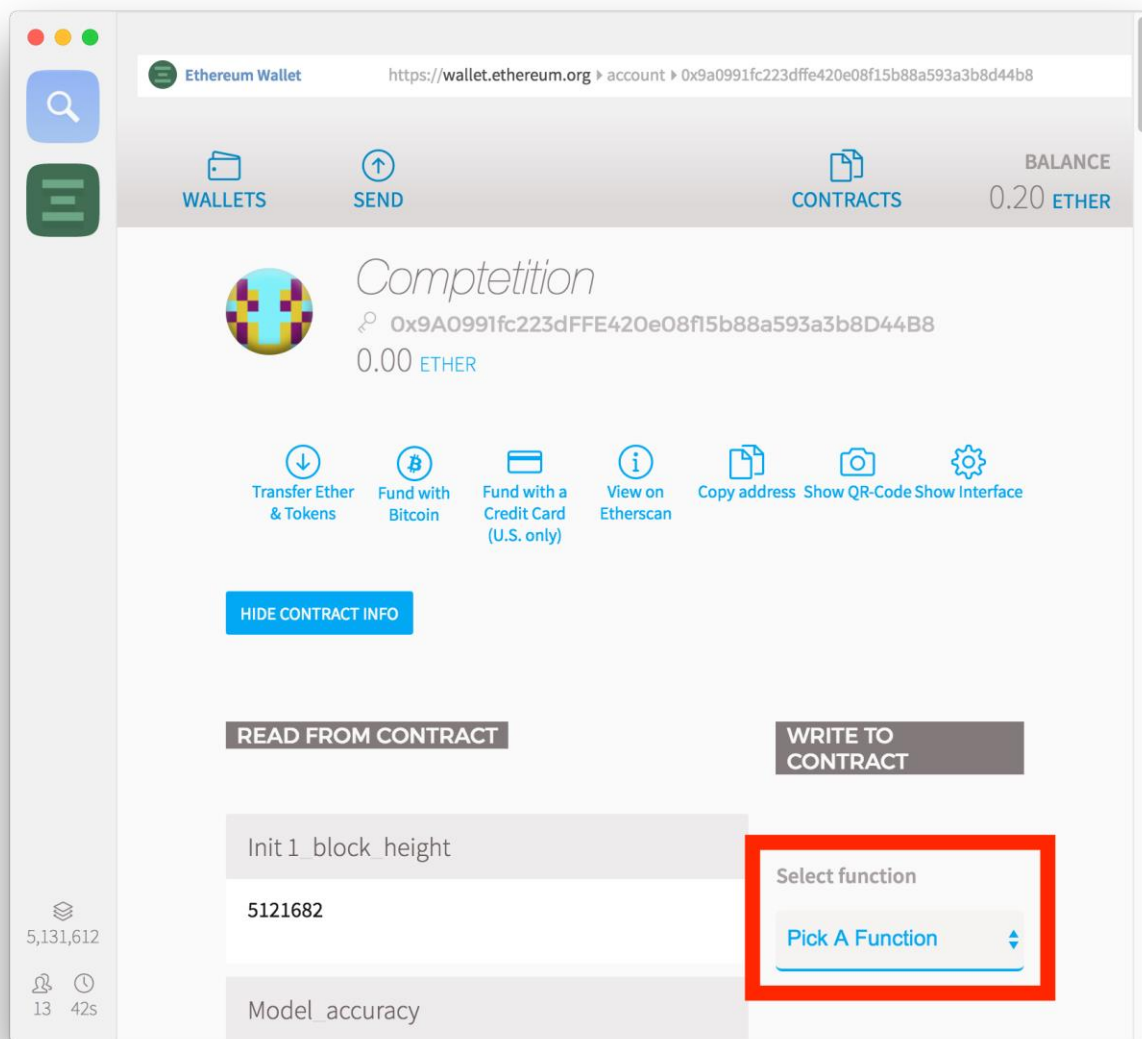 Ethereum Wallet https://wallet.ethereum.org ▸ account ▸ 0x9a0991fc223dffe420e08f15b88a593a3b8d44b8
WALLETS SEND CONTRACTS BALANCE
0.20 ETHER
Comptetition
0x9A0991fc223dFFE420e08f15b88a593a3b8D44B8
0.00 ETHER
Transfer Ether
& Tokens
Fund with
Bitcoin
Fund with a
Credit Card
(U.S. only)
View on
Etherscan
Copy address
Show QR-Code
Show Interface
HIDE CONTRACT INFO
READ FROM CONTRACT
WRITE TO
CONTRACT
Init 1_block_height
5121682
Model_accuracy
Select function
Pick A Function
5,131,612
13 42s